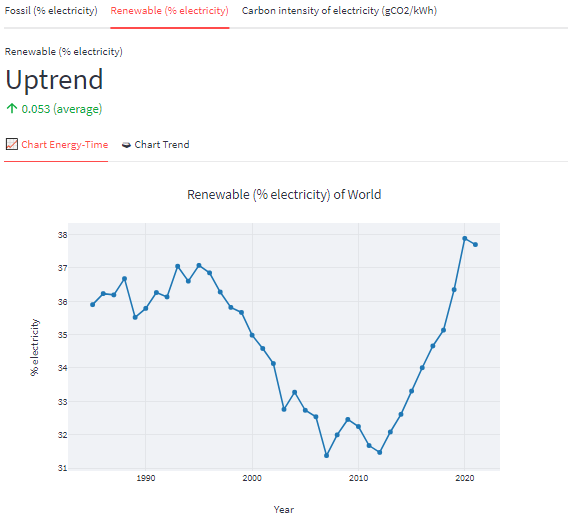 Fossil (% electricity) Renewable (% electricity) Carbon intensity of electricity (gCO2/kWh)
Renewable (% electricity)
Uptrend
↑ 0.053 (average)
Chart Energy-Time Chart Trend
Renewable (% electricity) of World
% electricity
38
37
36
35
34
33
32
31
1990 2000 2010 2020
Year